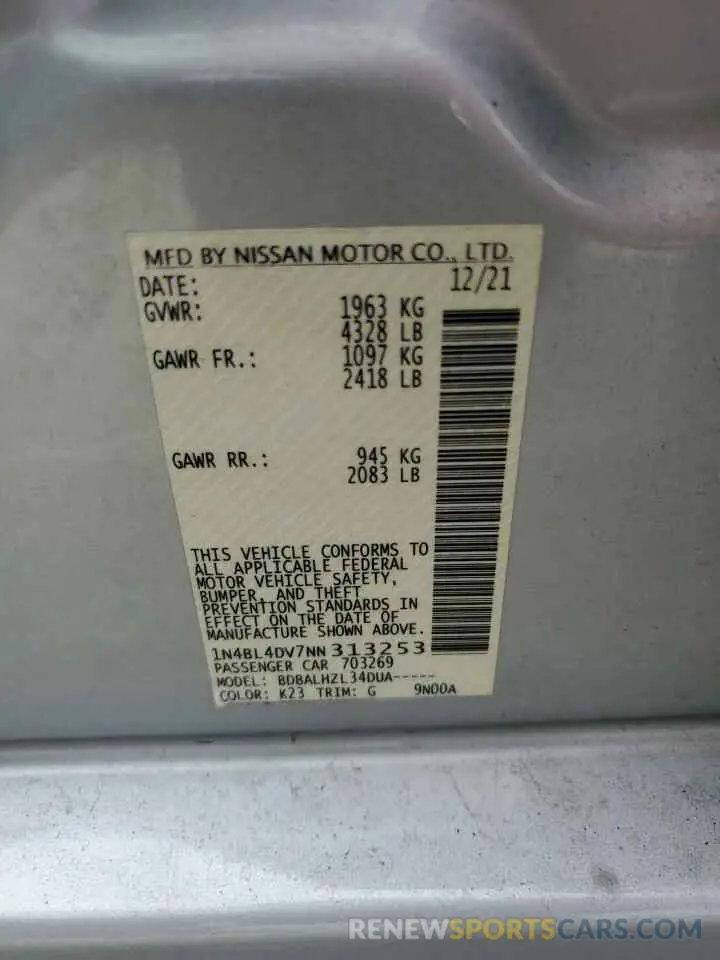 MFD BY NISSAN MOTOR CO., LTD.
DATE: 12/21
GVWR: 1963 KG
4328 LB
GAWR FR.: 1097 KG
2418 LB
GAWR RR.: 945 KG
2083 LB
THIS VEHICLE CONFORMS TO
ALL APPLICABLE FEDERAL
MOTOR VEHICLE SAFETY,
BUMPER, AND THEFT
PREVENTION STANDARDS IN
EFFECT ON THE DATE OF
MANUFACTURE SHOWN ABOVE.
1N4BL4DV7NN313253
PASSENGER CAR 703269
MODEL: BDBALHZL34DUA-----
COLOR: K23 TRIM: G 9N00A
RENEWSPORTSCARS.COM